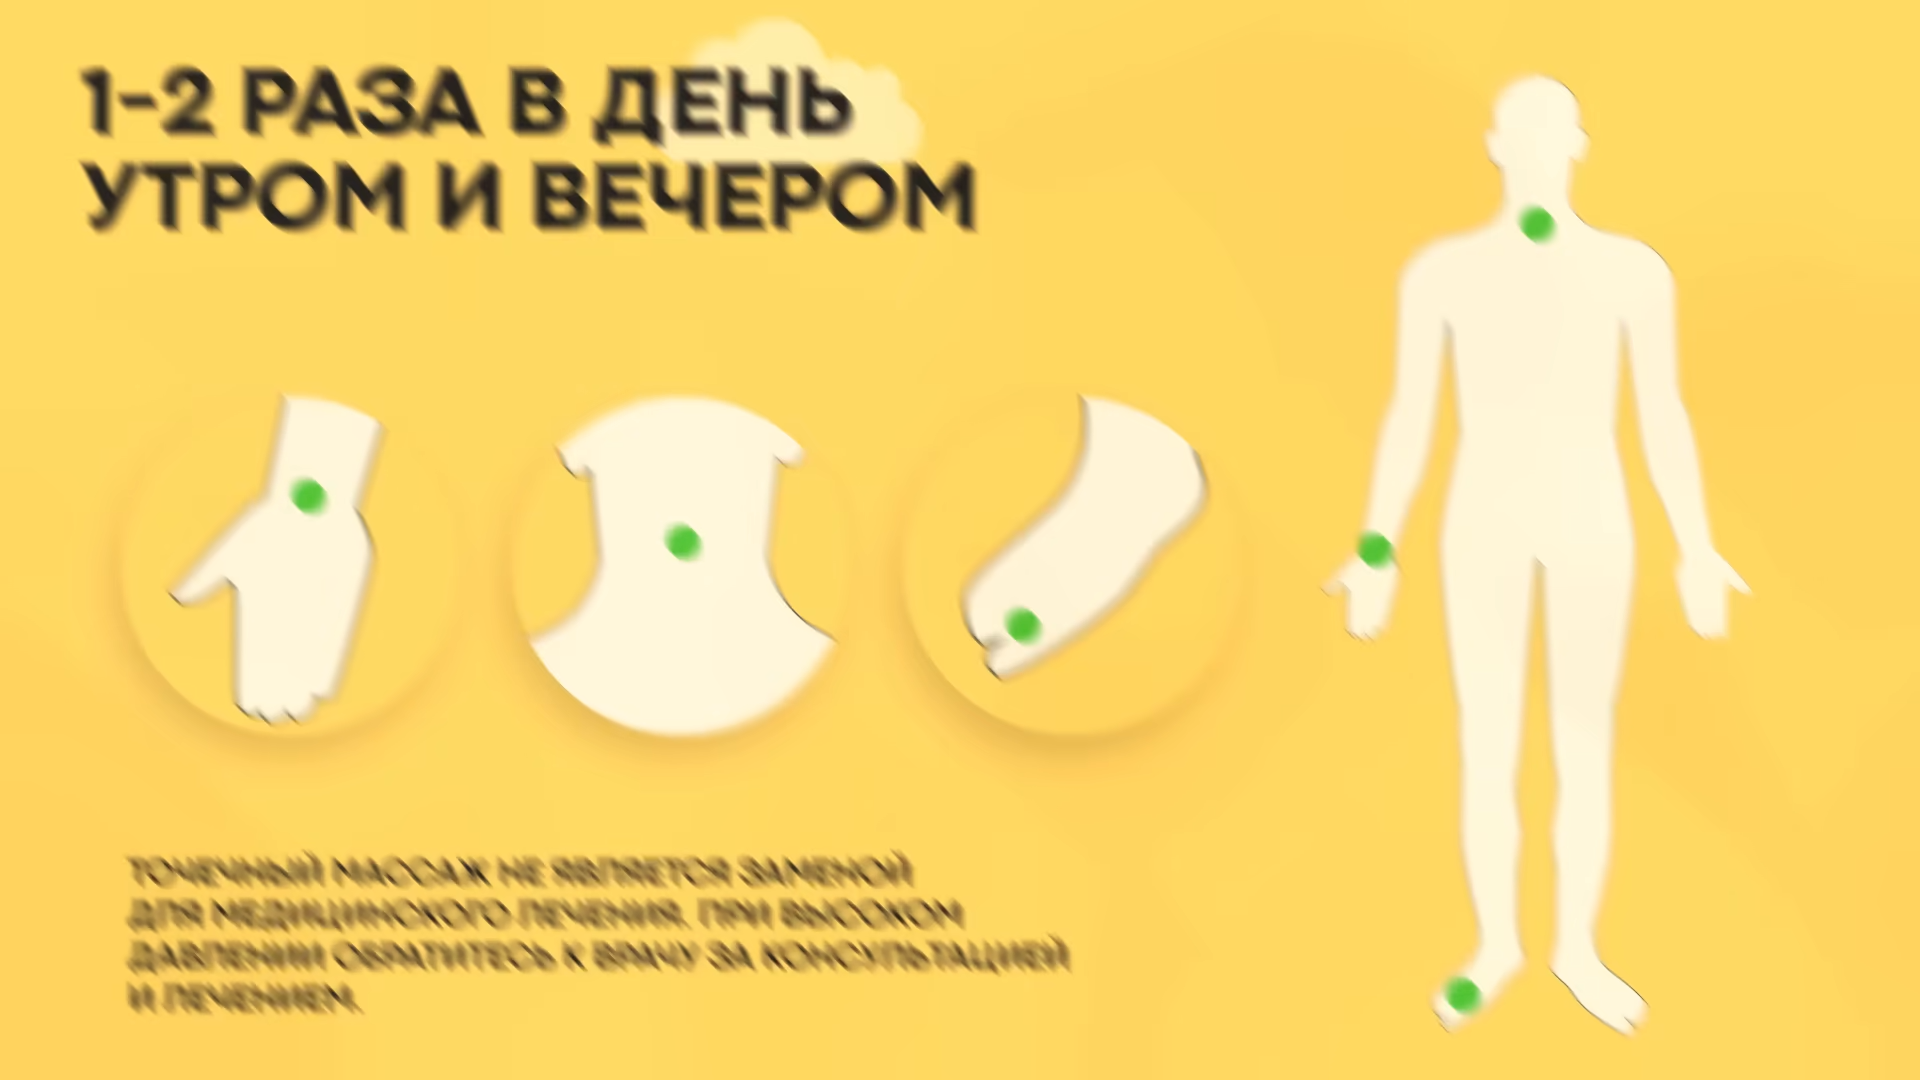 1-2 РАЗА В ДЕНЬ
УТРОМ И ВЕЧЕРОМ
ТОЧЕЧНЫЙ МАССАЖ НЕ ЯВЛЯЕТСЯ ЗАМЕНОЙ
ДЛЯ МЕДИЦИНСКОГО ЛЕЧЕНИЯ. ПРИ ВЫСОКОМ
ДАВЛЕНИИ ОБРАТИТЕСЬ К ВРАЧУ ЗА КОНСУЛЬТАЦИЕЙ
И ЛЕЧЕНИЕМ.